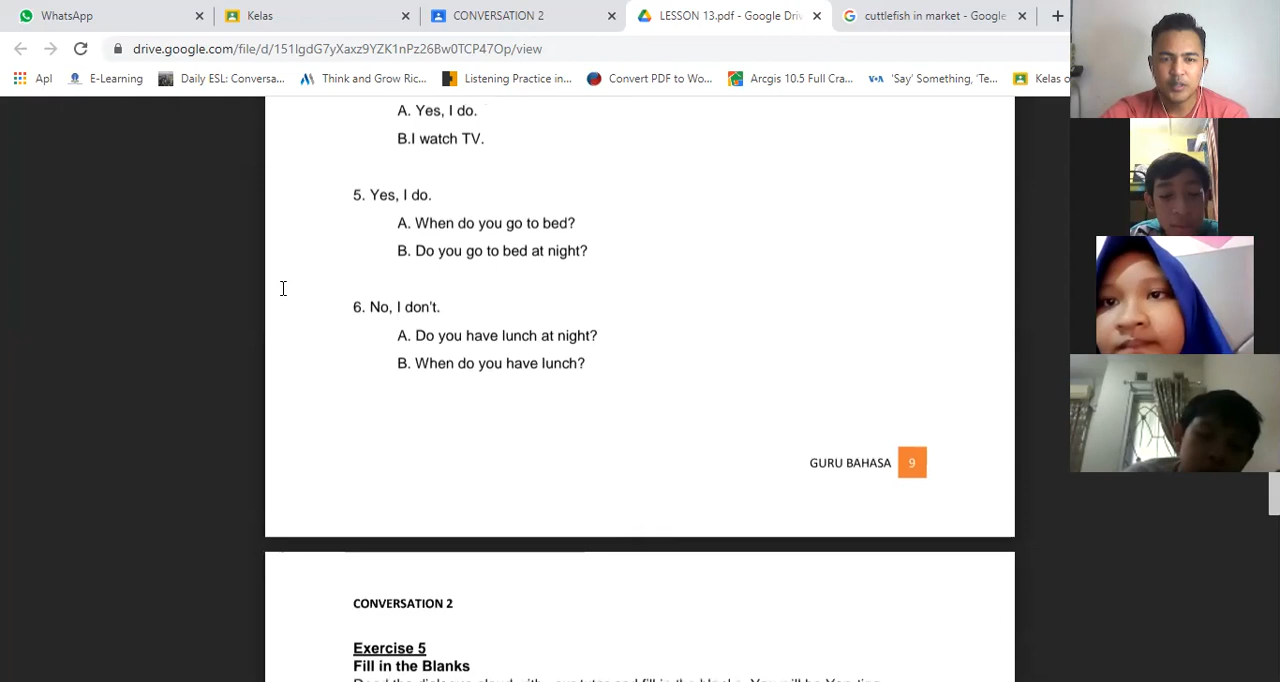 WhatsApp
Kelas
CONVERSATION 2
LESSON 13.pdf - Google Driv
cuttlefish in market - Google
drive.google.com/file/d/151IgdG7yXaxz9YZK1nPz26Bw0TCP47Op/view
Apl
E-Learning
Daily ESL: Conversa...
Think and Grow Ric...
Listening Practice in...
Convert PDF to Wo...
Arcgis 10.5 Full Cra...
VOA 'Say' Something, 'Te...
Kelas o
A. Yes, I do.
B.I watch TV.
5. Yes, I do.
A. When do you go to bed?
B. Do you go to bed at night?
6. No, I don't.
A. Do you have lunch at night?
B. When do you have lunch?
GURU BAHASA 9
CONVERSATION 2
Exercise 5
Fill in the Blanks